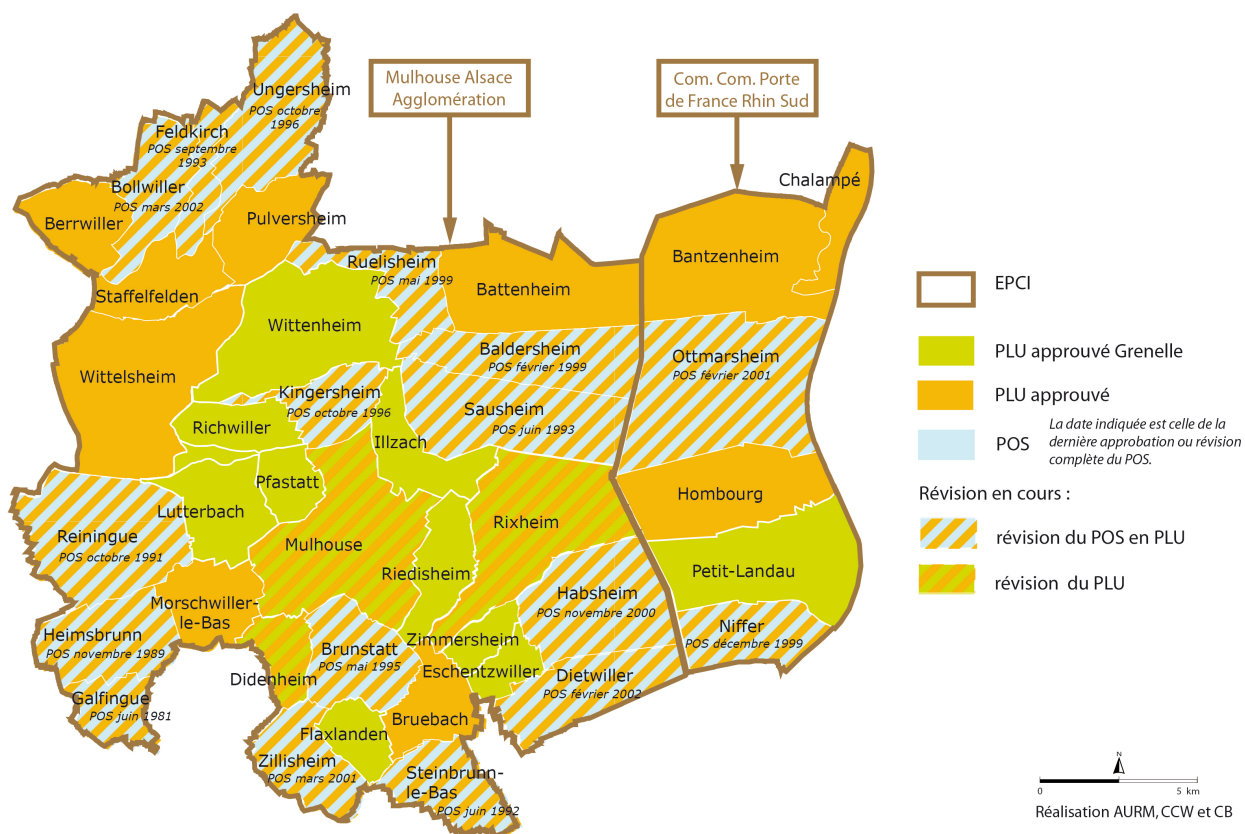 Mulhouse Alsace
Agglomération
Com. Com. Porte
de France Rhin Sud
Ungersheim
POS octobre
1996
Feldkirch
POS septembre
1993
Bollwiller
POS mars 2002
Berrwiller
Pulversheim
Chalampé
Staffelfelden
Ruelisheim
POS mai 1999
Battenheim
Bantzenheim
Wittenheim
Wittelsheim
Baldersheim
POS février 1999
Ottmarsheim
POS février 2001
Kingersheim
POS octobre 1996
Sausheim
POS juin 1993
Richwiller
Illzach
Pfastatt
Lutterbach
Hombourg
Reiningue
POS octobre 1991
Mulhouse
Rixheim
Riedisheim
Petit-Landau
Morschwiller-
le-Bas
Habsheim
POS novembre 2000
Heimsbrunn
POS novembre 1989
Brunstatt
POS mai 1995
Zimmersheim
Niffer
POS décembre 1999
Didenheim
Eschentzwiller
Dietwiller
POS février 2002
Galfingue
POS juin 1981
Flaxlanden
Bruebach
Zillisheim
POS mars 2001
Steinbrunn-
le-Bas
POS juin 1992
EPCI
PLU approuvé Grenelle
PLU approuvé
POS
La date indiquée est celle de la
dernière approbation ou révision
complète du POS.
Révision en cours :
révision du POS en PLU
révision du PLU
N
0 5 km
Réalisation AURM, CCW et CB